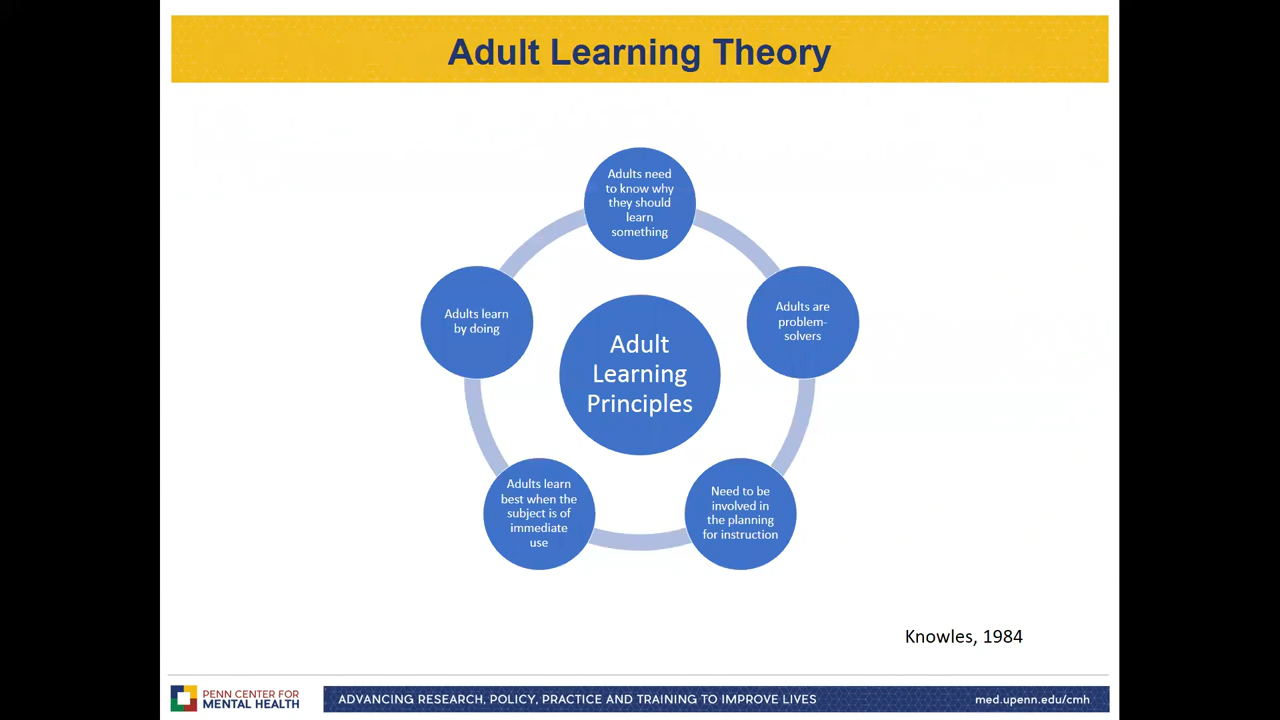 Adult Learning Theory
Adults need
to know why
they should
learn
something
Adults are
problem-
solvers
Need to be
involved in
the planning
for instruction
Adults learn
best when the
subject is of
immediate
use
Adults learn
by doing
Adult
Learning
Principles
Knowles, 1984
PENN CENTER FOR
MENTAL HEALTH
ADVANCING RESEARCH, POLICY, PRACTICE AND TRAINING TO IMPROVE LIVES
med.upenn.edu/cmh